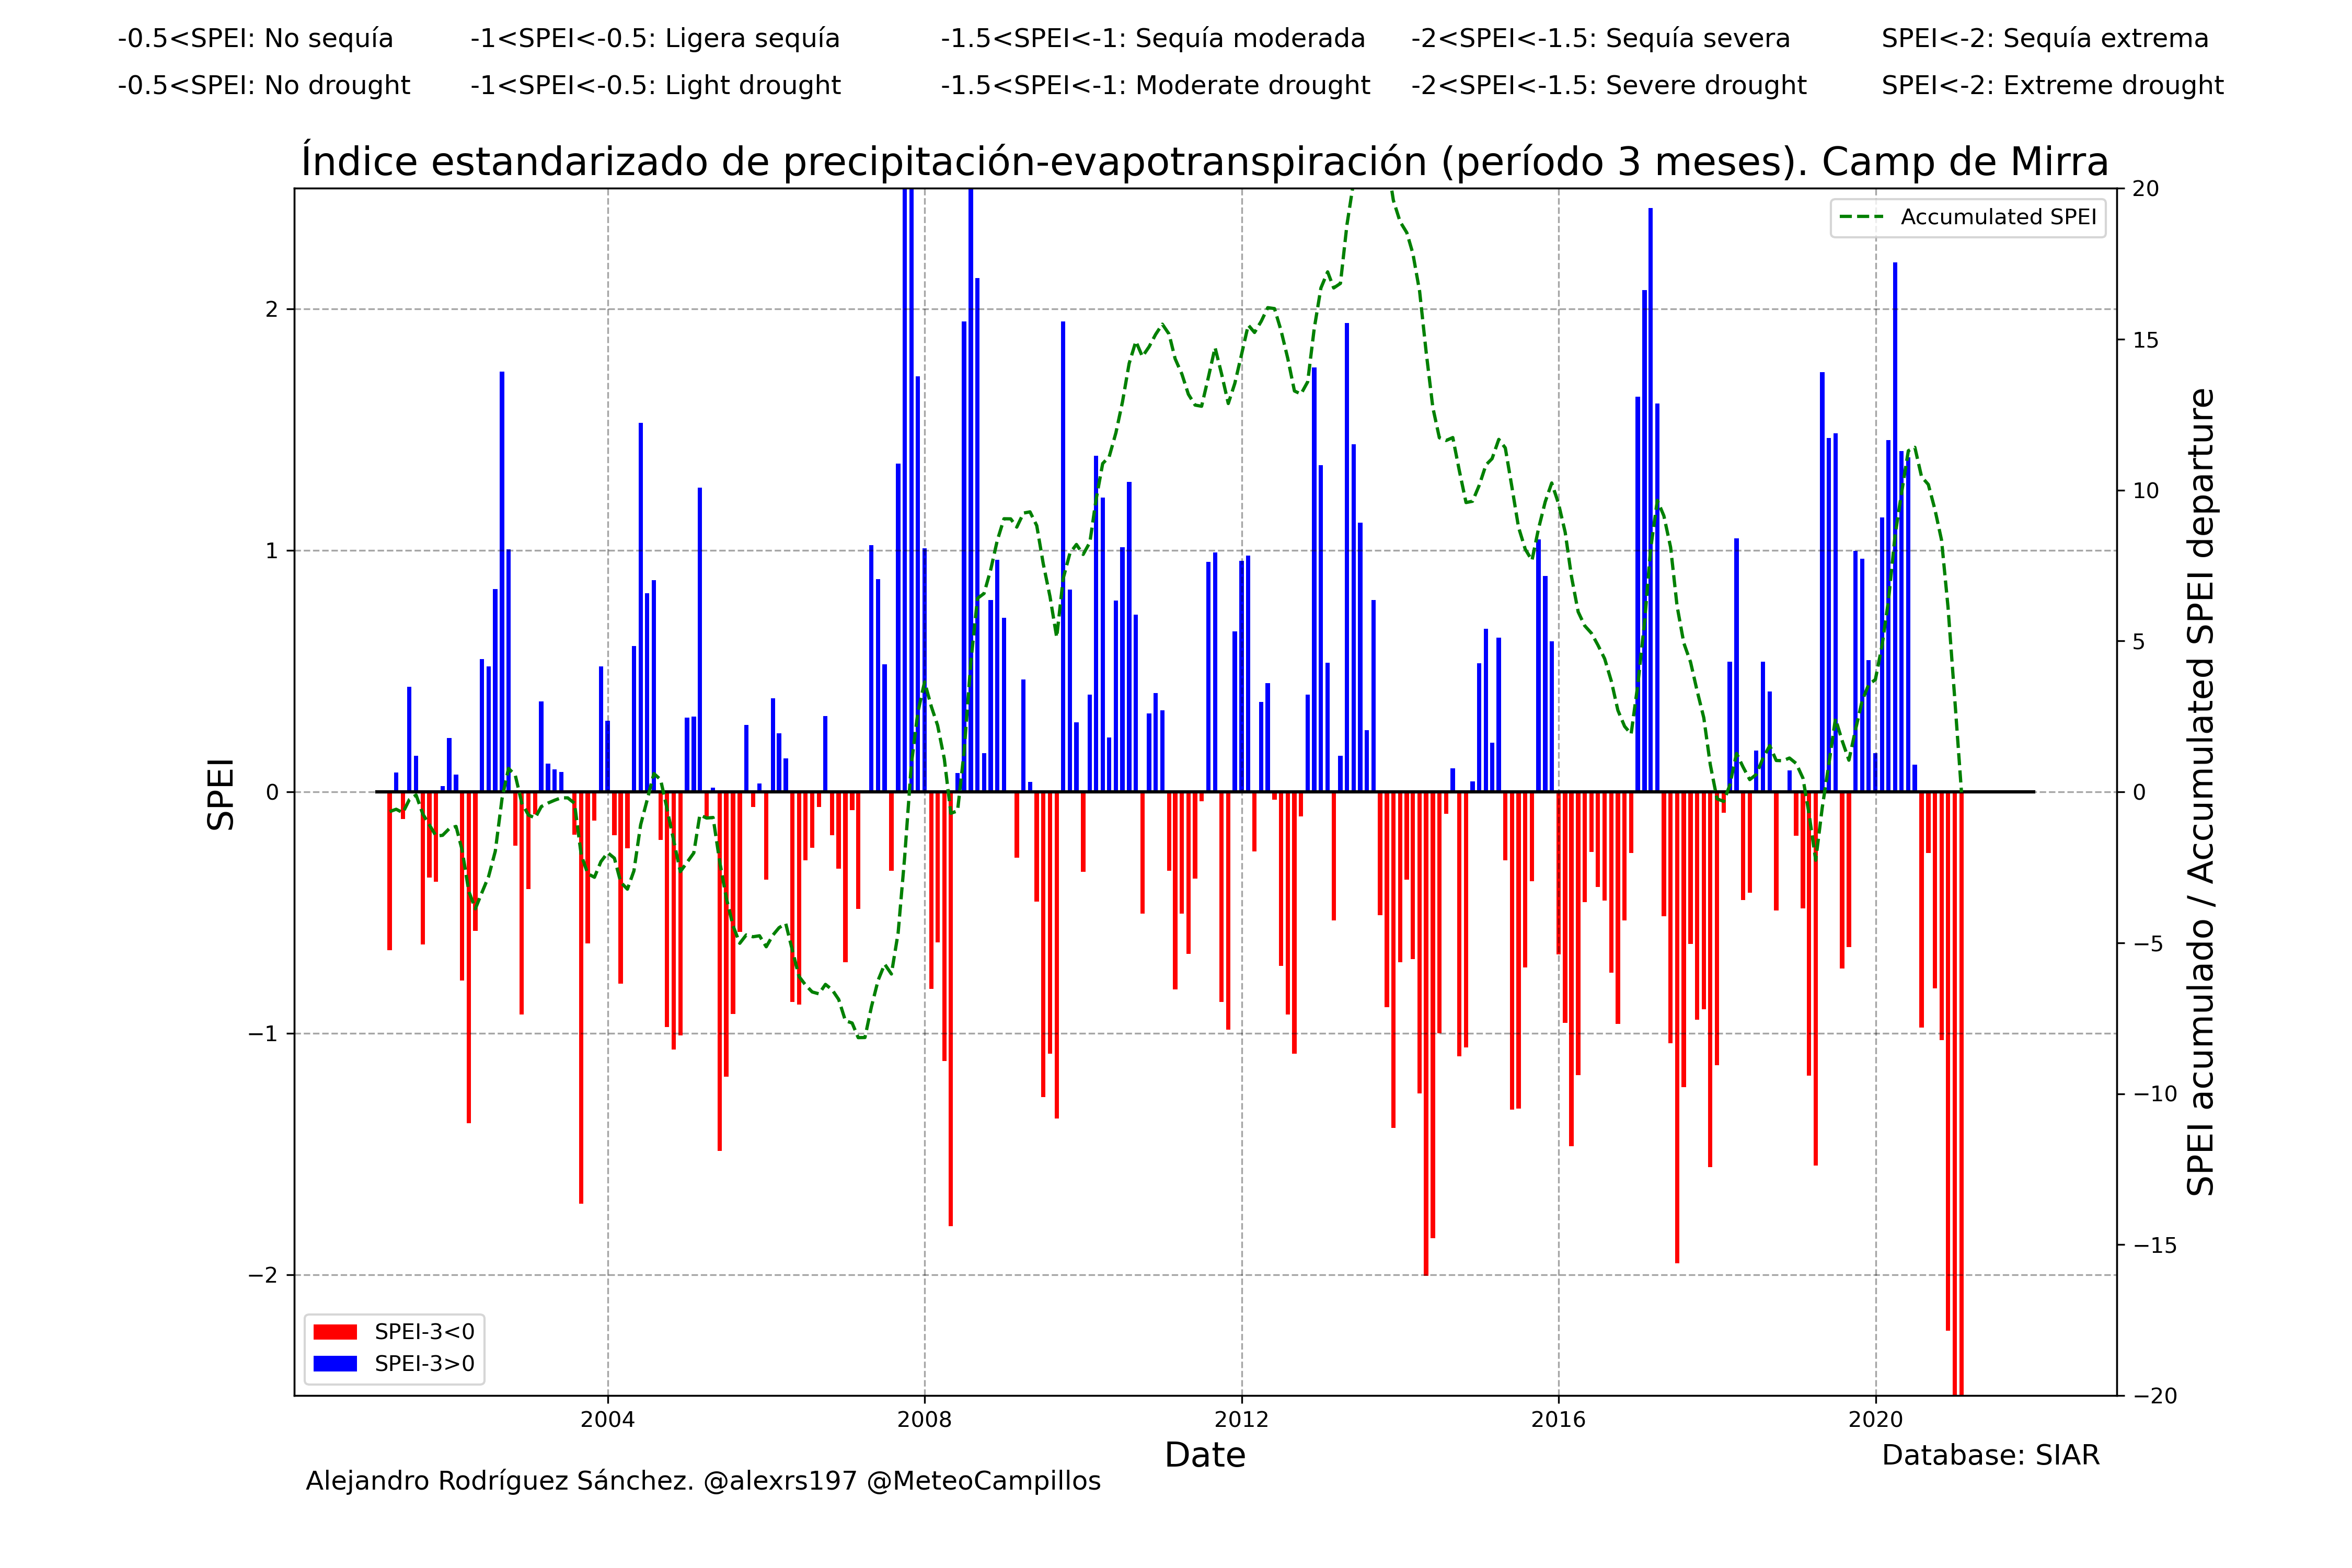 -0.5<SPEI: No sequía
-1<SPEI<-0.5: Ligera sequía
-1.5<SPEI<-1: Sequía moderada
-2<SPEI<-1.5: Sequía severa
SPEI<-2: Sequía extrema
-0.5<SPEI: No drought
-1<SPEI<-0.5: Light drought
-1.5<SPEI<-1: Moderate drought
-2<SPEI<-1.5: Severe drought
SPEI<-2: Extreme drought
Índice estandarizado de precipitación-evapotranspiración (período 3 meses). Camp de Mirra
Accumulated SPEI
SPEI
2
1
0
−1
−2
20
15
10
5
0
−5
−10
−15
−20
SPEI acumulado / Accumulated SPEI departure
SPEI-3<0
SPEI-3>0
2004
2008
2012
2016
2020
Date
Database: SIAR
Alejandro Rodríguez Sánchez. @alexrs197 @MeteoCampillos